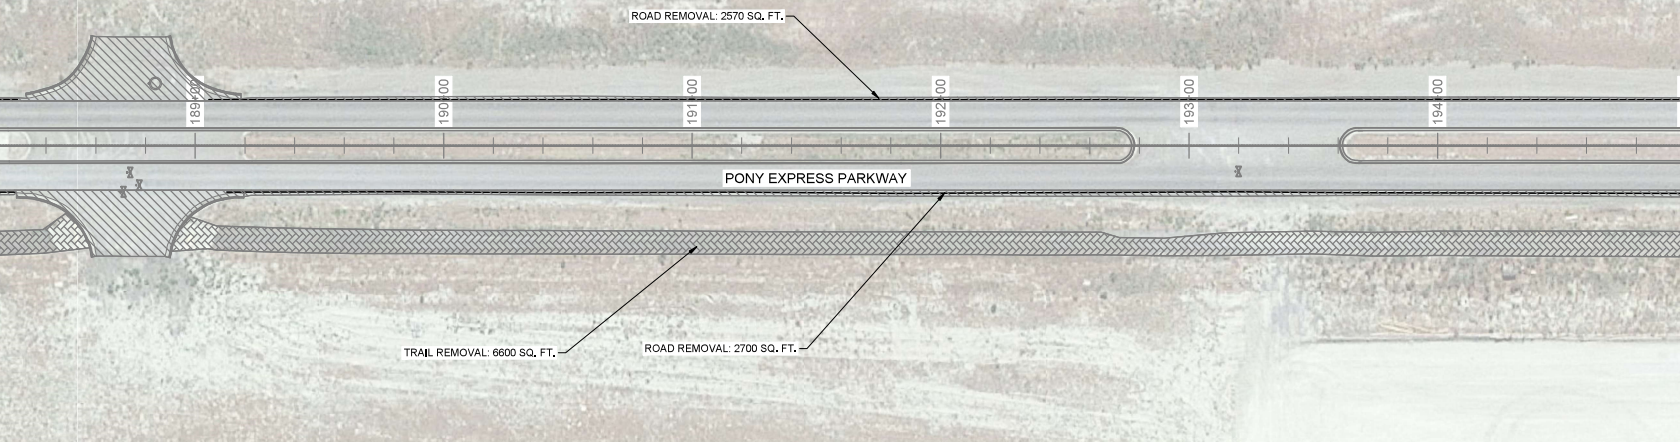 ROAD REMOVAL: 2570 SQ. FT.
189+00
190+00
191+00
192+00
193+00
194+00
PONY EXPRESS PARKWAY
TRAIL REMOVAL: 6600 SQ. FT.
ROAD REMOVAL: 2700 SQ. FT.